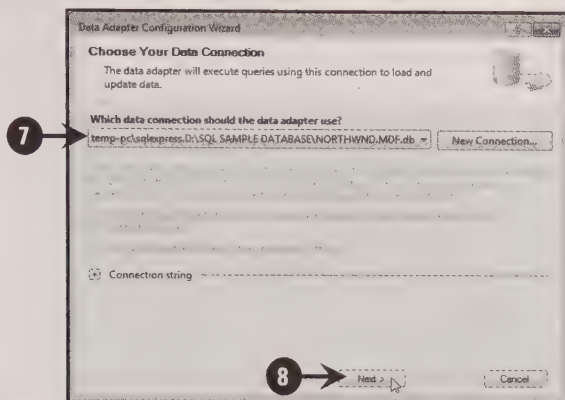 Data Adapter Configuration Wizard
Choose Your Data Connection
The data adapter will execute queries using this connection to load and
update data.
Which data connection should the data adapter use?
7
temp-pc\sqlexpress.D:\SQL SAMPLE DATABASE\NORTHWND.MDF.db
New Connection...
Connection string
8
Next >
Cancel